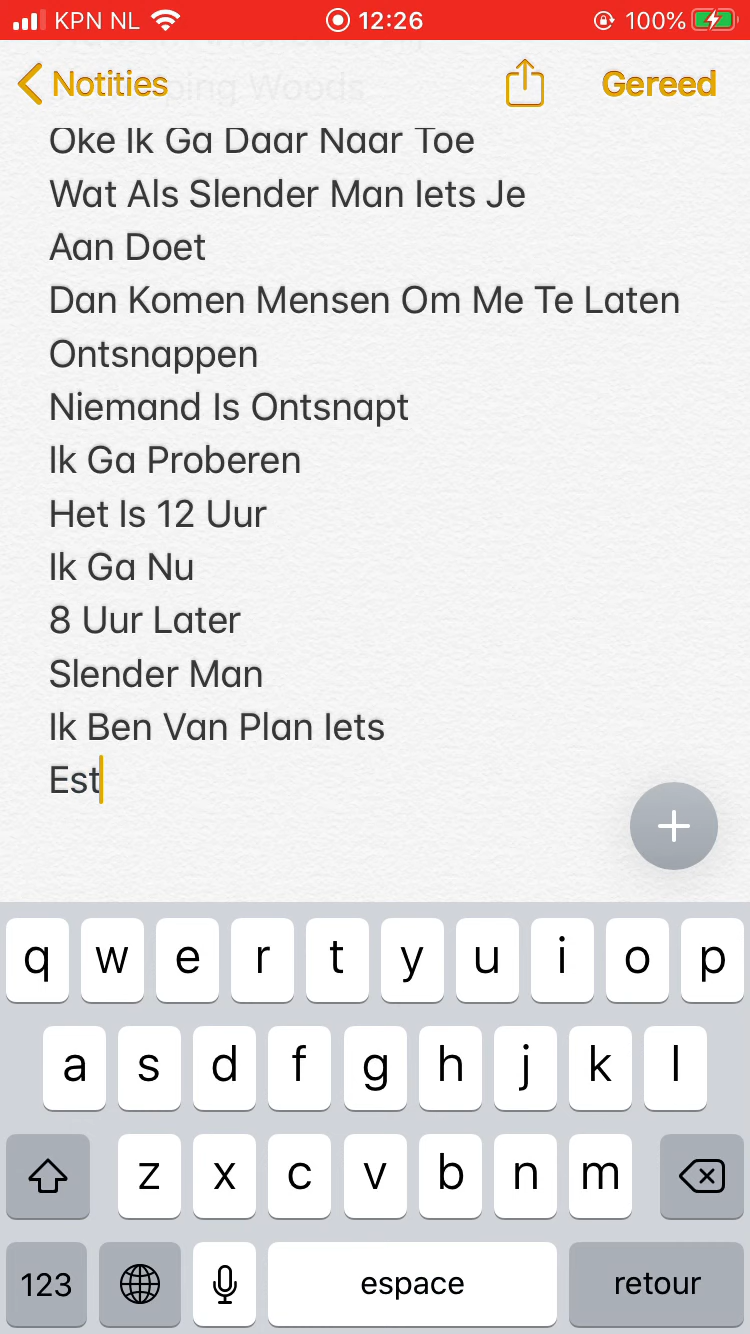 KPN NL 12:26 100%
Notities Gereed
ping Woods
Oke Ik Ga Daar Naar Toe
Wat Als Slender Man Iets Je
Aan Doet
Dan Komen Mensen Om Me Te Laten
Ontsnappen
Niemand Is Ontsnapt
Ik Ga Proberen
Het Is 12 Uur
Ik Ga Nu
8 Uur Later
Slender Man
Ik Ben Van Plan Iets
Est
q w e r t y u i o p
a s d f g h j k l
z x c v b n m
123 espace retour